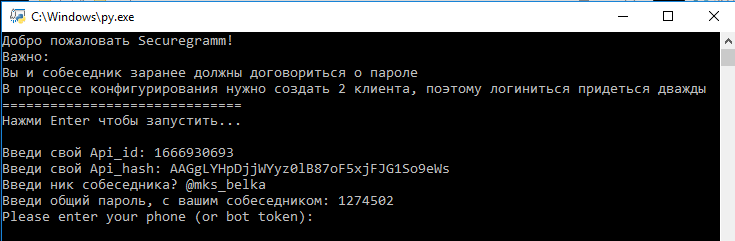 C:\Windows\py.exe
Добро пожаловать Securegramm!
Важно:
Вы и собеседник заранее должны договориться о пароле
В процессе конфигурирования нужно создать 2 клиента, поэтому логиниться придеться дважды
==============================
Нажми Enter чтобы запустить...
Введи свой Api_id: 1666930693
Введи свой Api_hash: AAGgLYHpDjjWYyz0lB87oF5xjFJG1So9eWs
Введи ник собеседника? @mks_belka
Введи общий пароль, с вашим собеседником: 1274502
Please enter your phone (or bot token):